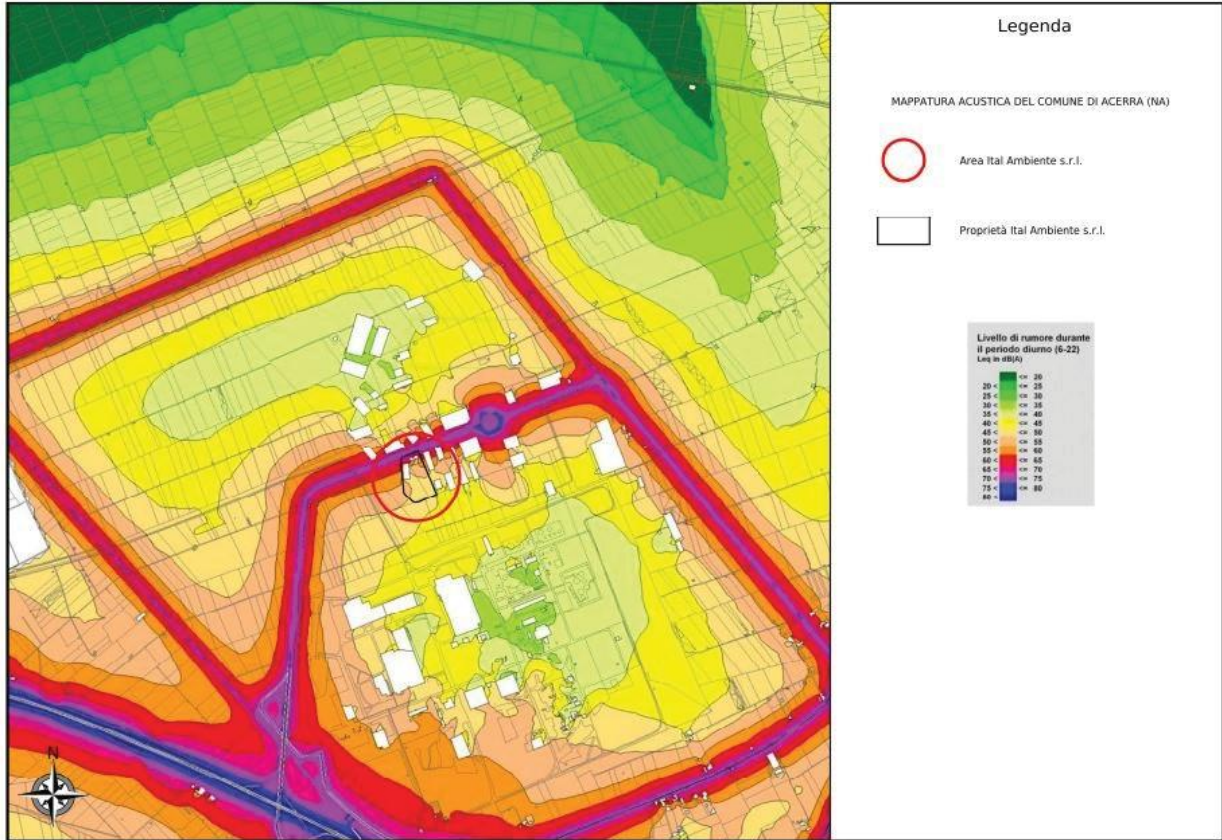 Legenda
MAPPATURA ACUSTICA DEL COMUNE DI ACERRA (NA)
Area Ital Ambiente s.r.l.
Proprietà Ital Ambiente s.r.l.
Livello di rumore durante
il periodo diurno (6-22)
Leq in dB(A)
<= 20
20 < <= 25
25 < <= 30
30 < <= 35
35 < <= 40
40 < <= 45
45 < <= 50
50 < <= 55
55 < <= 60
60 < <= 65
65 < <= 70
70 < <= 75
75 < <= 80
80 <
N